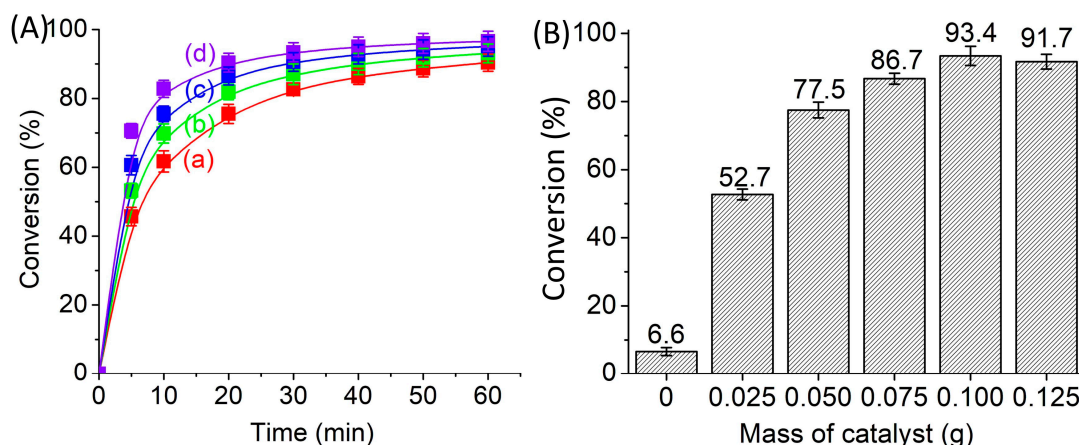 (A)
Conversion (%)
100
80
60
40
20
0
(d)
(c)
(b)
(a)
0 10 20 30 40 50 60
Time (min)
(B)
Conversion (%)
100
80
60
40
20
0
6.6
52.7
77.5
86.7
93.4
91.7
0 0.025 0.050 0.075 0.100 0.125
Mass of catalyst (g)